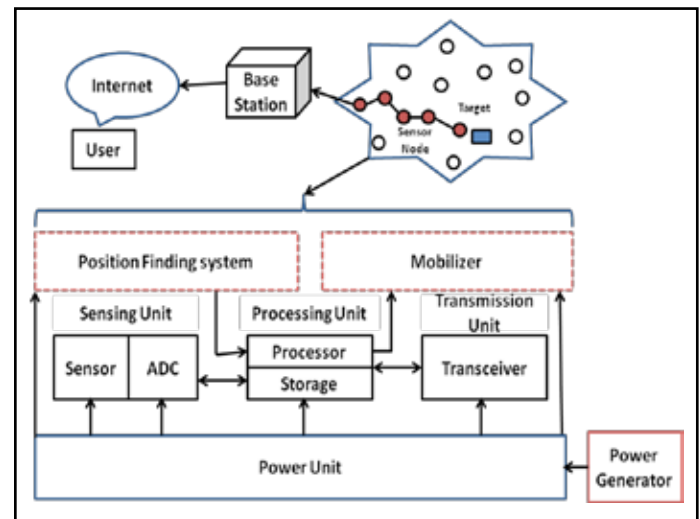 Internet
Base
Station
User
Target
Sensor
Node
Position Finding system
Mobilizer
Sensing Unit
Processing Unit
Transmission
Unit
Sensor
ADC
Processor
Storage
Transceiver
Power Unit
Power
Generator